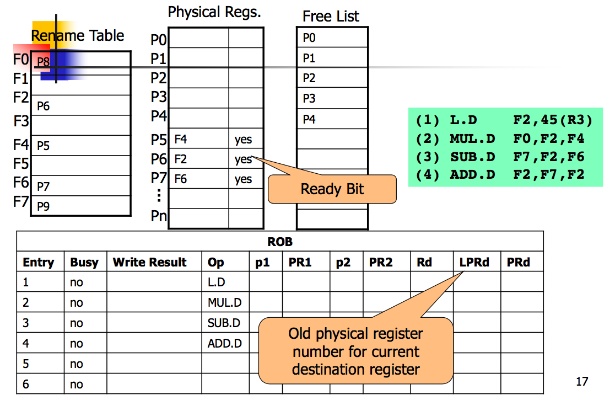 Rename Table
F0 P8
F1
F2 P6
F3
F4 P5
F5
F6 P7
F7 P9
Physical Regs.
P0
P1
P2
P3
P4
P5 F4 yes
P6 F2 yes
P7 F6 yes
⋮
Pn
Free List
P0
P1
P2
P3
P4
Ready Bit
(1) L.D F2,45(R3)
(2) MUL.D F0,F2,F4
(3) SUB.D F7,F2,F6
(4) ADD.D F2,F7,F2
ROB
Entry Busy Write Result Op p1 PR1 p2 PR2 Rd LPRd PRd
1 no L.D
2 no MUL.D
3 no SUB.D
4 no ADD.D
5 no
6 no
Old physical register
number for current
destination register
17